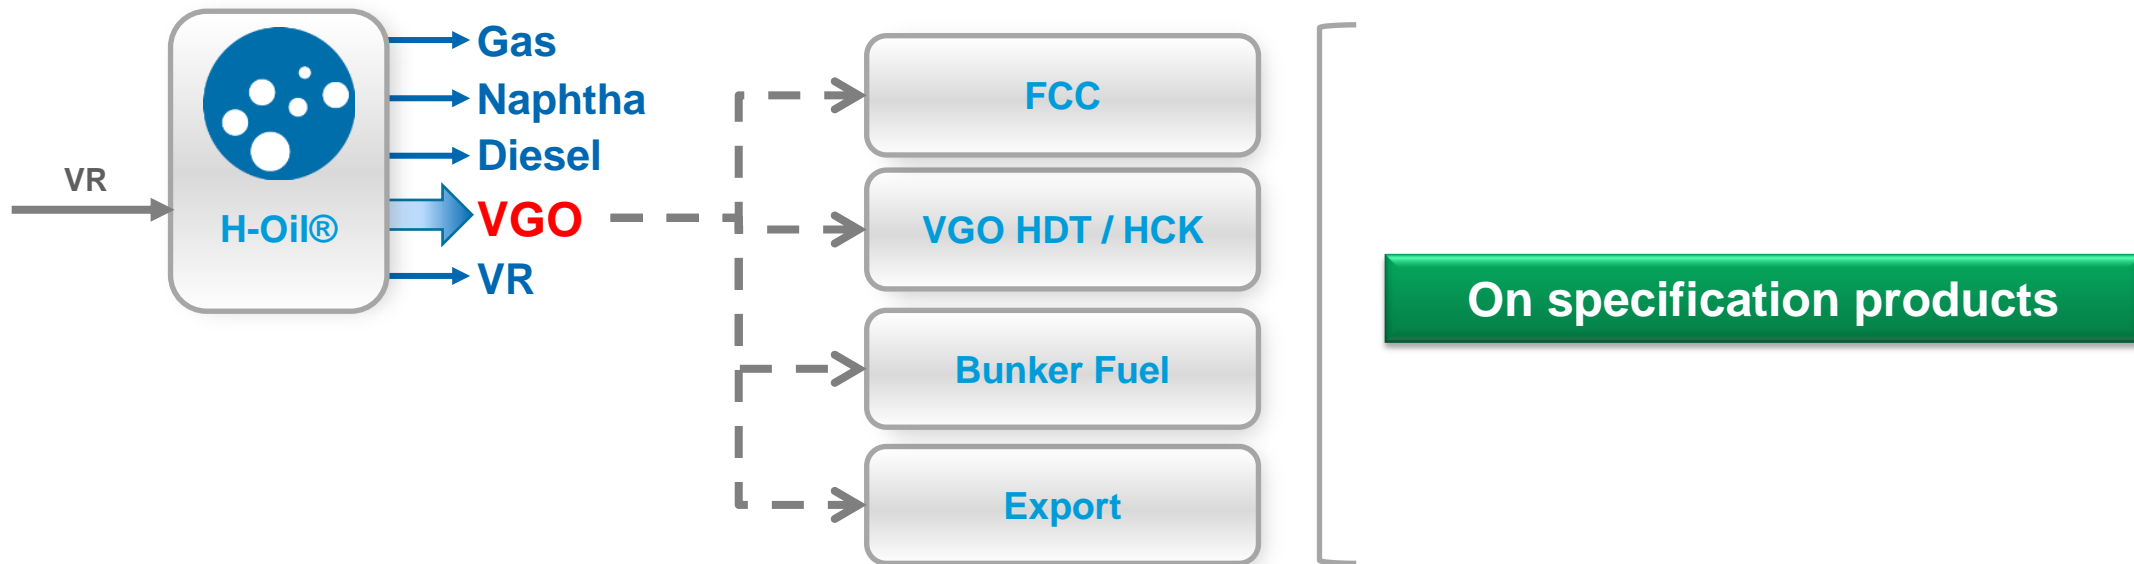 VR
H-Oil®
Gas
Naphtha
Diesel
VGO
VR
FCC
VGO HDT / HCK
Bunker Fuel
Export
On specification products